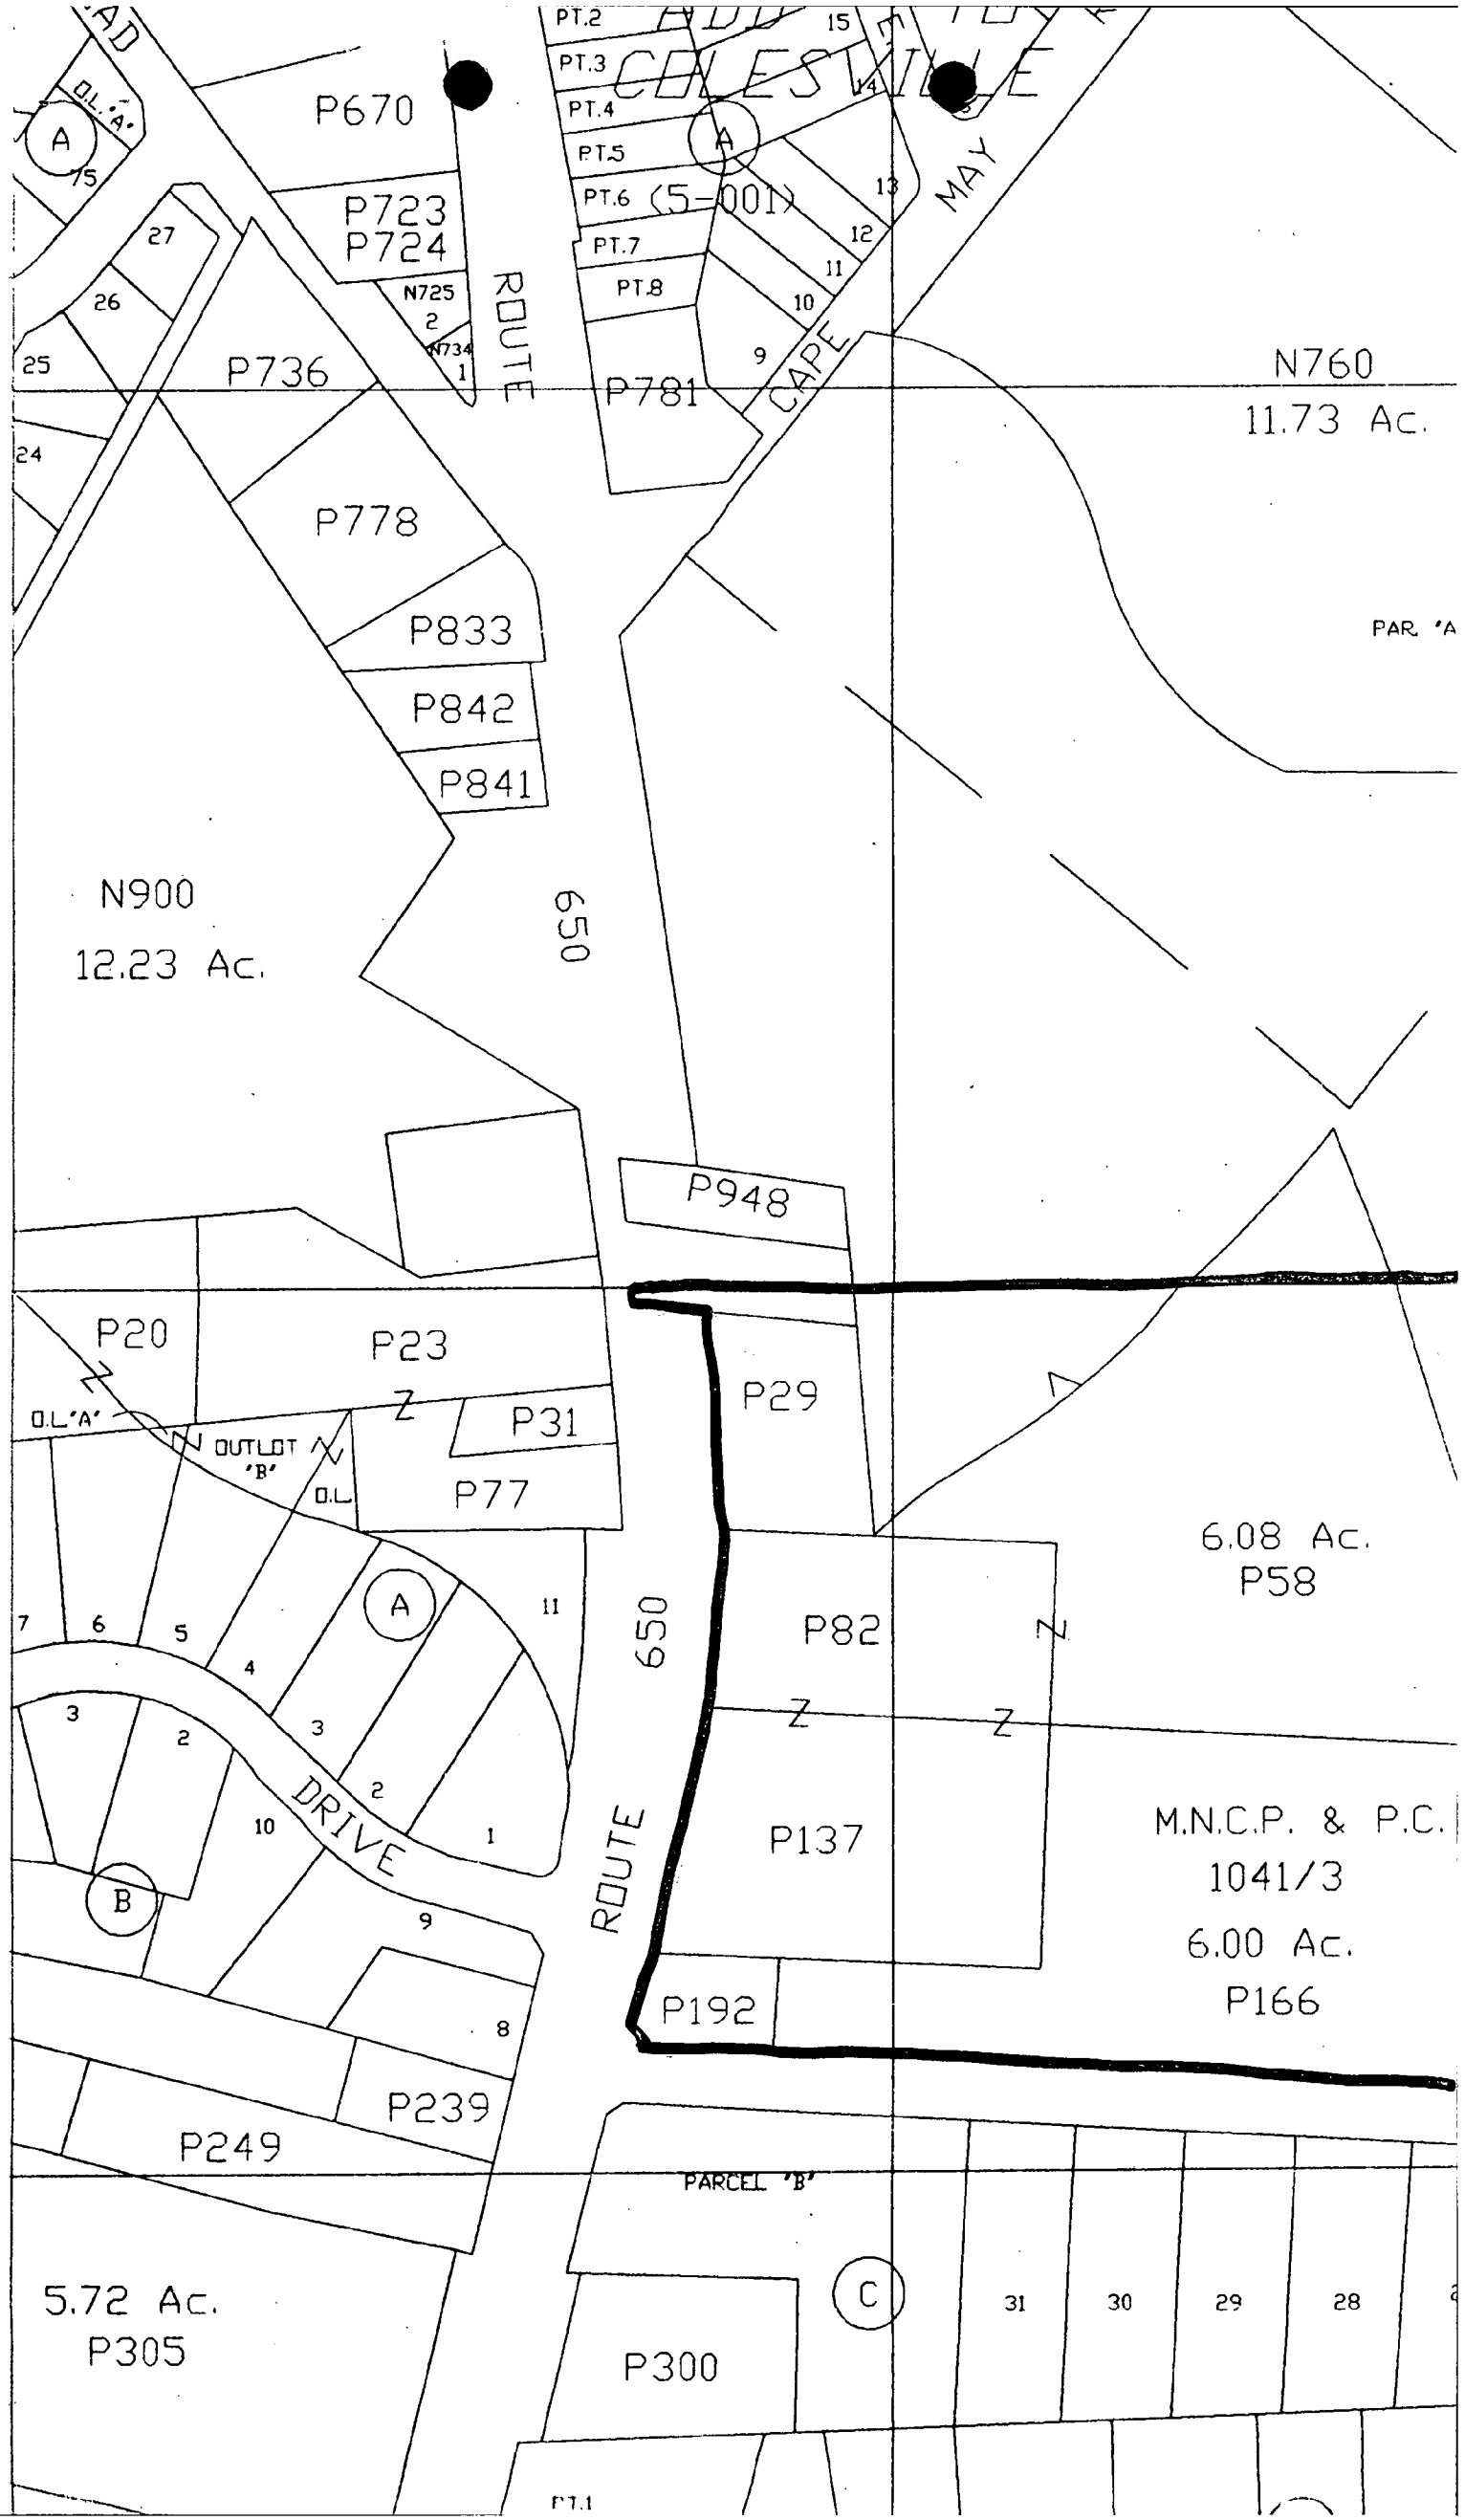 PT.2
15
COLESVILLE
PT.3
PT.4
14
O.L. "A"
P670
A
A
PT.5
75
13
MAY
PT.6
(5-001)
P723
P724
27
12
PT.7
11
N725
2
PT.8
26
10
ROUTE
N734
1
9
CAPE
25
P736
P781
N760
11.73 Ac.
24
P778
P833
PAR. "A
P842
P841
N900
12.23 Ac.
650
P948
P20
P23
P29
Z
Z
O.L."A"
P31
OUTLOT
"B"
O.L.
P77
6.08 Ac.
P58
A
11
7
6
5
4
650
P82
Z
3
2
3
Z
Z
2
DRIVE
10
1
ROUTE
P137
M.N.C.P. & P.C.
1041/3
6.00 Ac.
P166
B
9
P192
8
P239
P249
PARCEL "B"
C
31
30
29
28
5.72 Ac.
P305
P300
PT.1